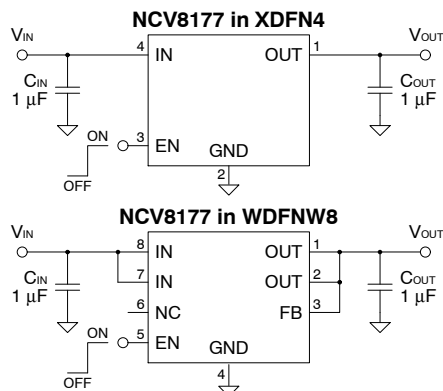 NCV8177 in XDFN4
VIN
4
IN
OUT
1
VOUT
CIN
1 μF
COUT
1 μF
ON
OFF
3
EN
GND
2
NCV8177 in WDFNW8
VIN
8
IN
OUT
1
VOUT
7
IN
OUT
2
CIN
1 μF
COUT
1 μF
6
NC
FB
3
ON
OFF
5
EN
GND
4